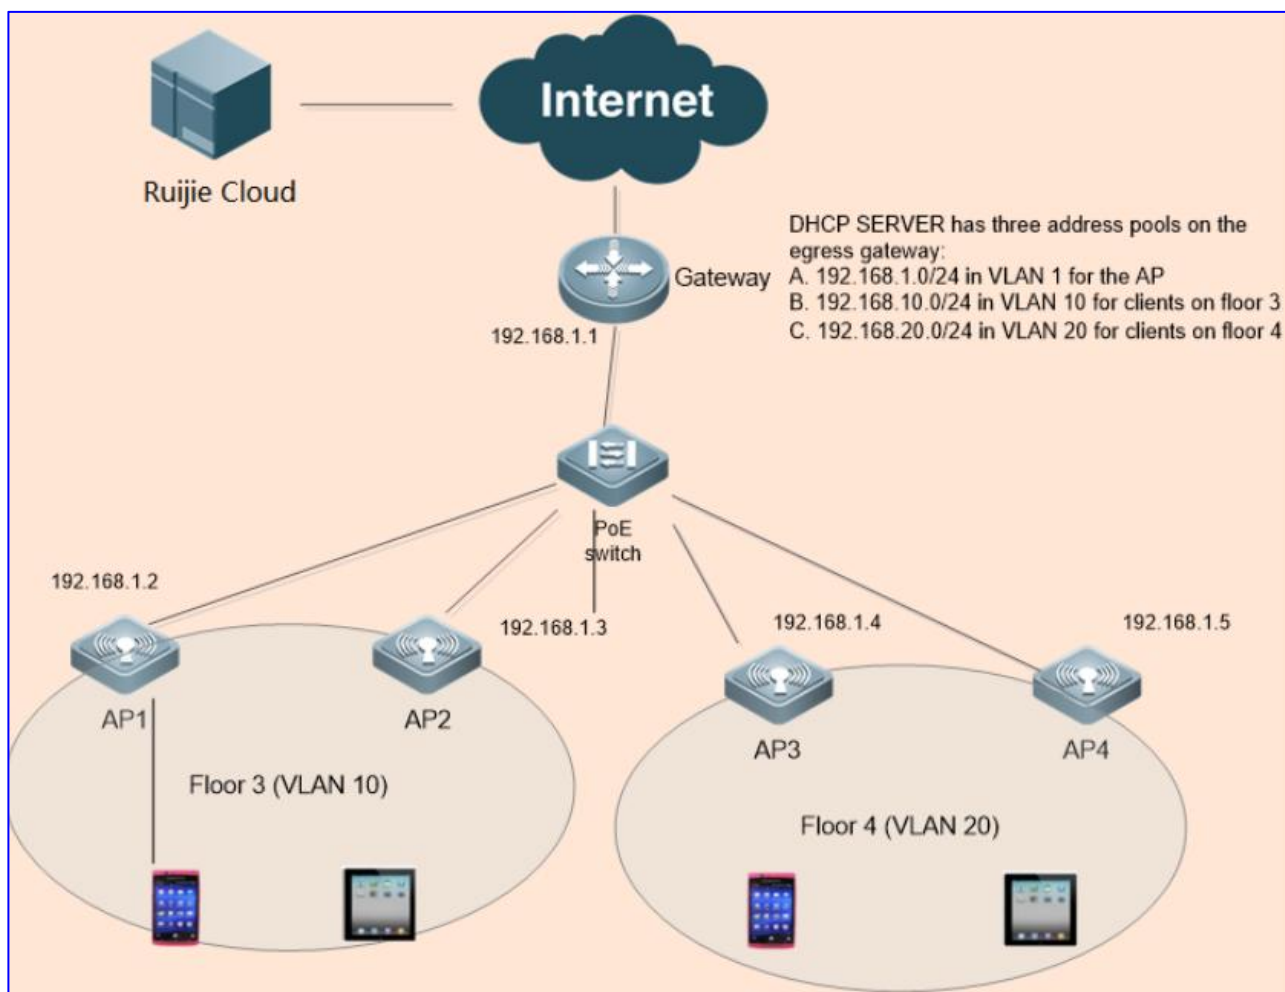 Internet
Ruijie Cloud
DHCP SERVER has three address pools on the
egress gateway:
A. 192.168.1.0/24 in VLAN 1 for the AP
B. 192.168.10.0/24 in VLAN 10 for clients on floor 3
C. 192.168.20.0/24 in VLAN 20 for clients on floor 4
Gateway
192.168.1.1
PoE
switch
192.168.1.2
192.168.1.3
192.168.1.4
192.168.1.5
AP1
AP2
AP3
AP4
Floor 3 (VLAN 10)
Floor 4 (VLAN 20)